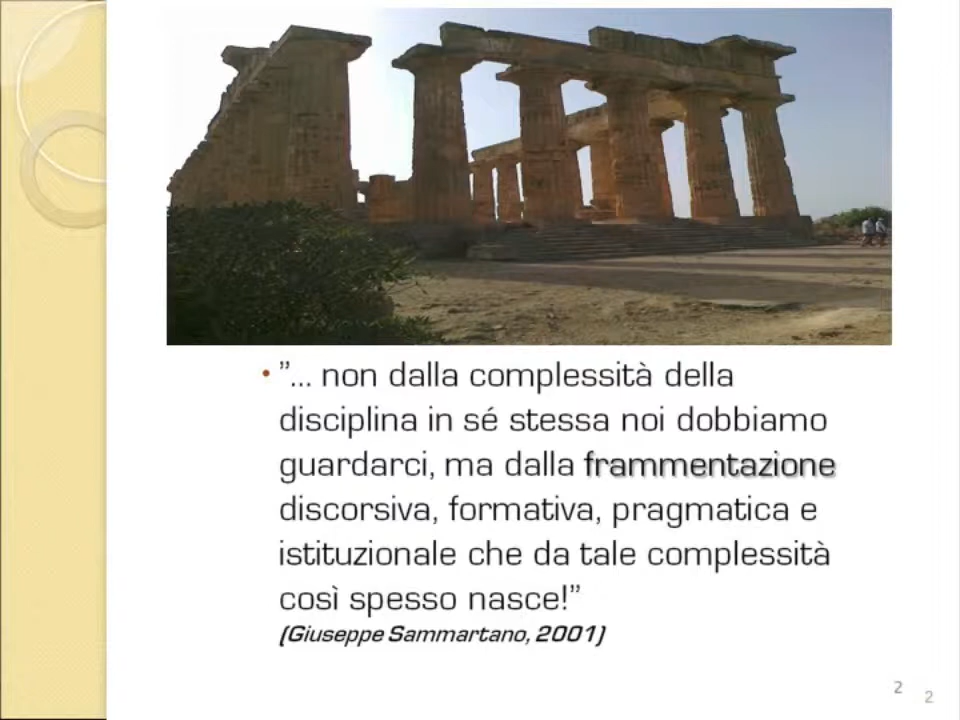 • ”... non dalla complessità della
disciplina in sé stessa noi dobbiamo
guardarci, ma dalla frammentazione
discorsiva, formativa, pragmatica e
istituzionale che da tale complessità
così spesso nasce!”
(Giuseppe Sammartano, 2001)
2
2